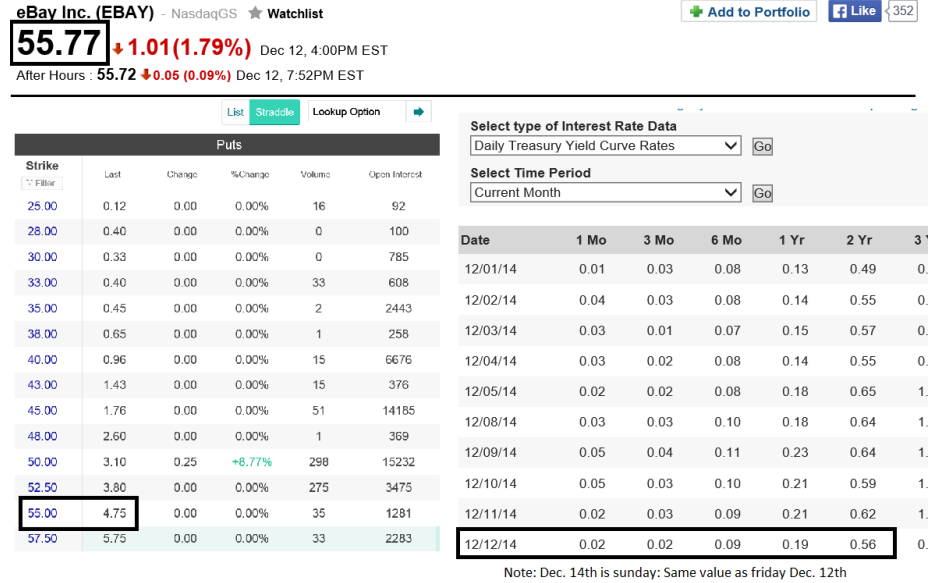 eBay Inc. (EBAY) - NasdaqGS ★ Watchlist
Add to Portfolio
Like 352
55.77 1.01(1.79%) Dec 12, 4:00PM EST
After Hours : 55.72 0.05 (0.09%) Dec 12, 7:52PM EST
List Straddle Lookup Option
Puts
Strike Last Change %Change Volume Open Interest
Filter
25.00 0.12 0.00 0.00% 16 92
28.00 0.40 0.00 0.00% 0 100
30.00 0.33 0.00 0.00% 0 785
33.00 0.40 0.00 0.00% 33 608
35.00 0.45 0.00 0.00% 2 2443
38.00 0.65 0.00 0.00% 1 258
40.00 0.96 0.00 0.00% 15 6676
43.00 1.43 0.00 0.00% 15 376
45.00 1.76 0.00 0.00% 51 14185
48.00 2.60 0.00 0.00% 1 369
50.00 3.10 0.25 +8.77% 298 15232
52.50 3.80 0.00 0.00% 275 3475
55.00 4.75 0.00 0.00% 35 1281
57.50 5.75 0.00 0.00% 33 2283
Select type of Interest Rate Data
Daily Treasury Yield Curve Rates Go
Select Time Period
Current Month Go
Date 1 Mo 3 Mo 6 Mo 1 Yr 2 Yr 3
12/01/14 0.01 0.03 0.08 0.13 0.49 0.
12/02/14 0.04 0.03 0.08 0.14 0.55 0.
12/03/14 0.03 0.01 0.07 0.15 0.57 0.
12/04/14 0.03 0.02 0.08 0.14 0.55 0.
12/05/14 0.02 0.02 0.08 0.18 0.65 1.
12/08/14 0.03 0.03 0.10 0.18 0.64 1.
12/09/14 0.05 0.04 0.11 0.23 0.64 1.
12/10/14 0.05 0.03 0.10 0.21 0.59 1.
12/11/14 0.02 0.03 0.09 0.21 0.62 1.
12/12/14 0.02 0.02 0.09 0.19 0.56 0.
Note: Dec. 14th is sunday: Same value as friday Dec. 12th